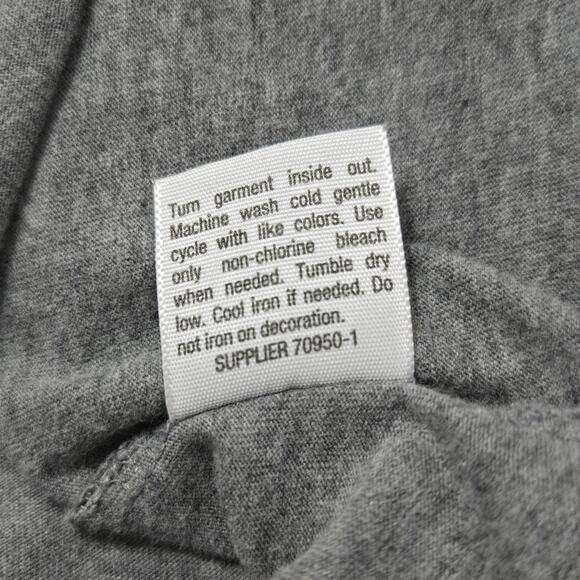 Turn garment inside out.
Machine wash cold gentle
cycle with like colors. Use
only non-chlorine bleach
when needed. Tumble dry
low. Cool iron if needed. Do
not iron on decoration.
SUPPLIER 70950-1